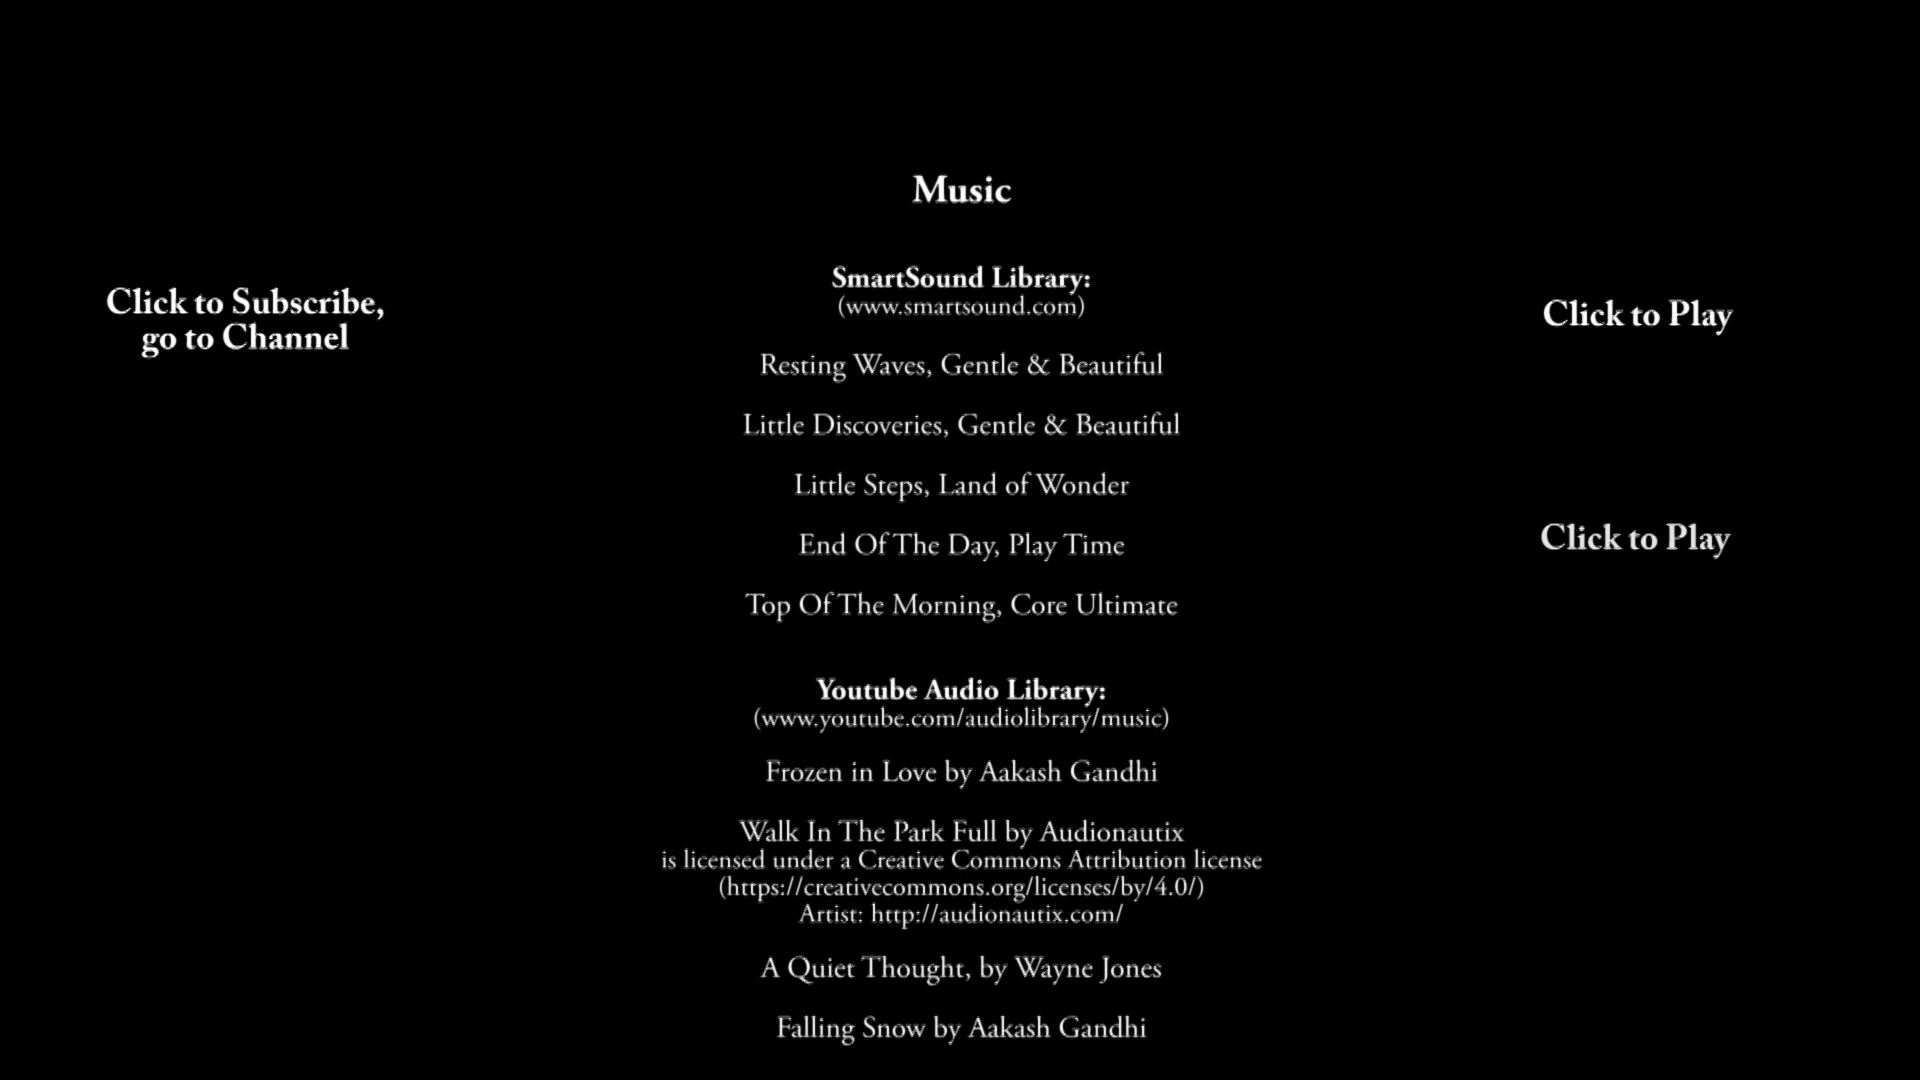 Music
SmartSound Library:
(www.smartsound.com)
Click to Subscribe,
go to Channel
Click to Play
Resting Waves, Gentle & Beautiful
Little Discoveries, Gentle & Beautiful
Little Steps, Land of Wonder
End Of The Day, Play Time
Click to Play
Top Of The Morning, Core Ultimate
Youtube Audio Library:
(www.youtube.com/audiolibrary/music)
Frozen in Love by Aakash Gandhi
Walk In The Park Full by Audionautix
is licensed under a Creative Commons Attribution license
(https://creativecommons.org/licenses/by/4.0/)
Artist: http://audionautix.com/
A Quiet Thought, by Wayne Jones
Falling Snow by Aakash Gandhi